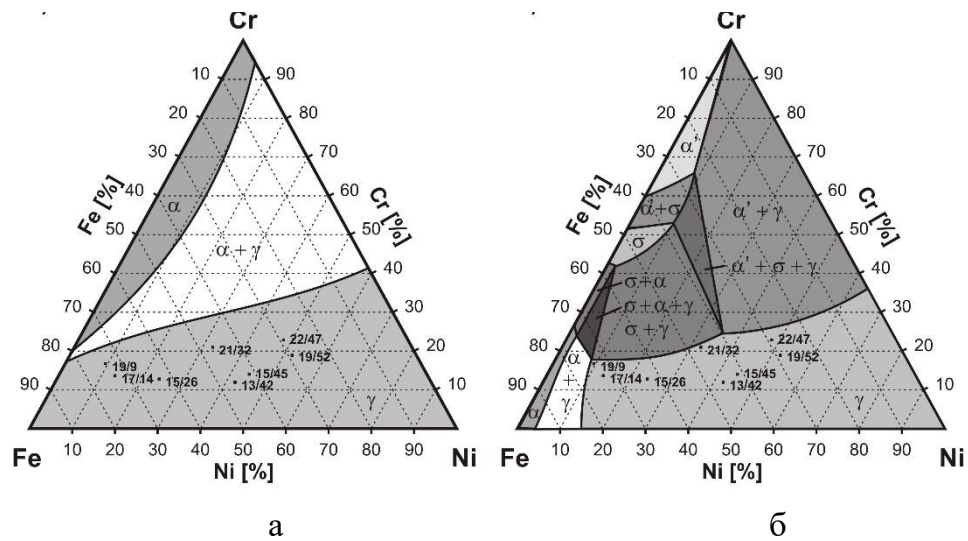 Cr
10 90
20 80
30 70
40 60
Fe [%] α Cr [%]
50 50
α + γ
60 40
70 30
22/47
80 21/32 20
19/52
19/9 15/45
90 17/14 15/26 13/42 10
γ
10 20 30 40 50 60 70 80 90
Fe Ni [%] Ni
а
Cr
10 90
20 80
α'
30 70
40 60
Fe [%] α+σ α' + γ Cr [%]
50 50
σ
α' + σ + γ
60 40
σ+α
70 σ+α+γ 30
σ+γ
22/47
80 21/32 20
α 19/52
+ 19/9 15/45
90 γ 17/14 15/26 13/42 10
α γ
10 20 30 40 50 60 70 80 90
Fe Ni [%] Ni
б